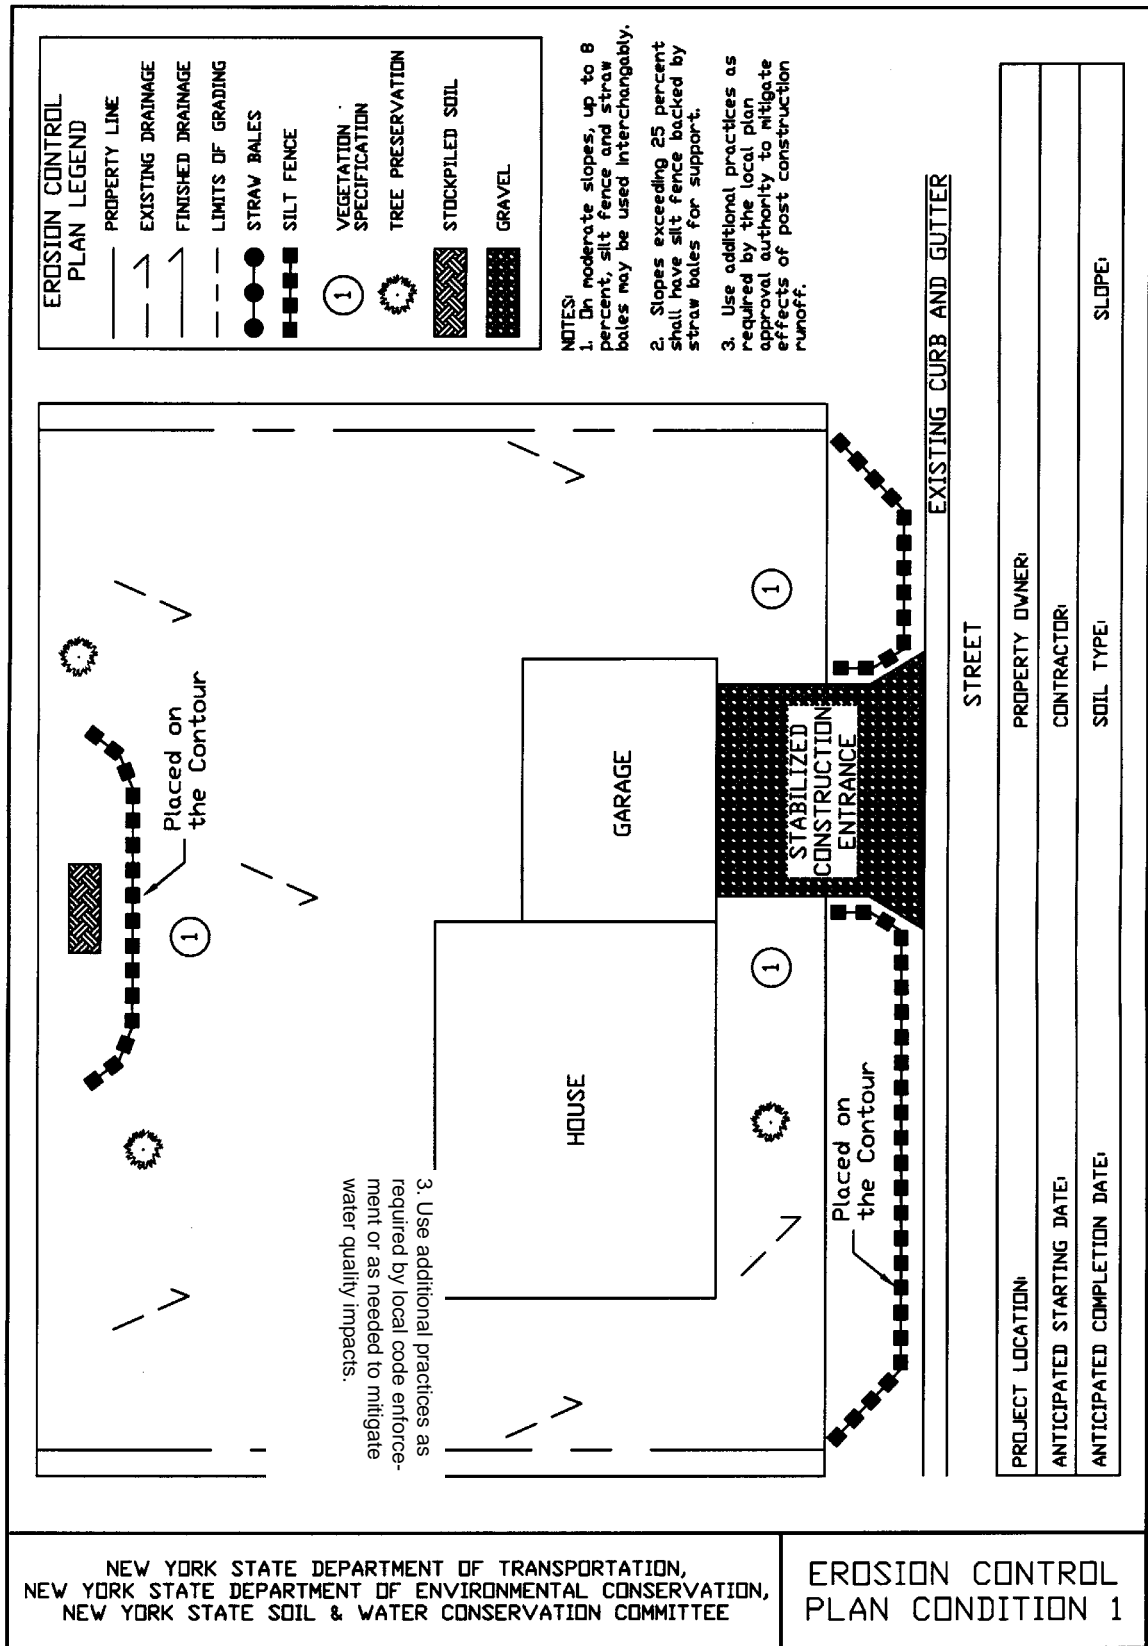 EROSION CONTROL
PLAN LEGEND
PROPERTY LINE
EXISTING DRAINAGE
FINISHED DRAINAGE
LIMITS OF GRADING
STRAW BALES
SILT FENCE
1
VEGETATION
SPECIFICATION
TREE PRESERVATION
STOCKPILED SOIL
GRAVEL
NOTES:
1. On moderate slopes, up to 8
percent, silt fence and straw
bales may be used interchangably.
2. Slopes exceeding 25 percent
shall have silt fence backed by
straw bales for support.
3. Use additional practices as
required by the local plan
approval authority to mitigate
effects of post construction
runoff.
Placed on
the Contour
1
HOUSE
GARAGE
3. Use additional practices as
required by local code enforce-
ment or as needed to mitigate
water quality impacts.
1
1
STABILIZED
CONSTRUCTION
ENTRANCE
Placed on
the Contour
EXISTING CURB AND GUTTER
STREET
PROJECT LOCATION:
PROPERTY OWNER:
ANTICIPATED STARTING DATE:
CONTRACTOR:
ANTICIPATED COMPLETION DATE:
SOIL TYPE:
SLOPE:
NEW YORK STATE DEPARTMENT OF TRANSPORTATION,
NEW YORK STATE DEPARTMENT OF ENVIRONMENTAL CONSERVATION,
NEW YORK STATE SOIL & WATER CONSERVATION COMMITTEE
EROSION CONTROL
PLAN CONDITION 1